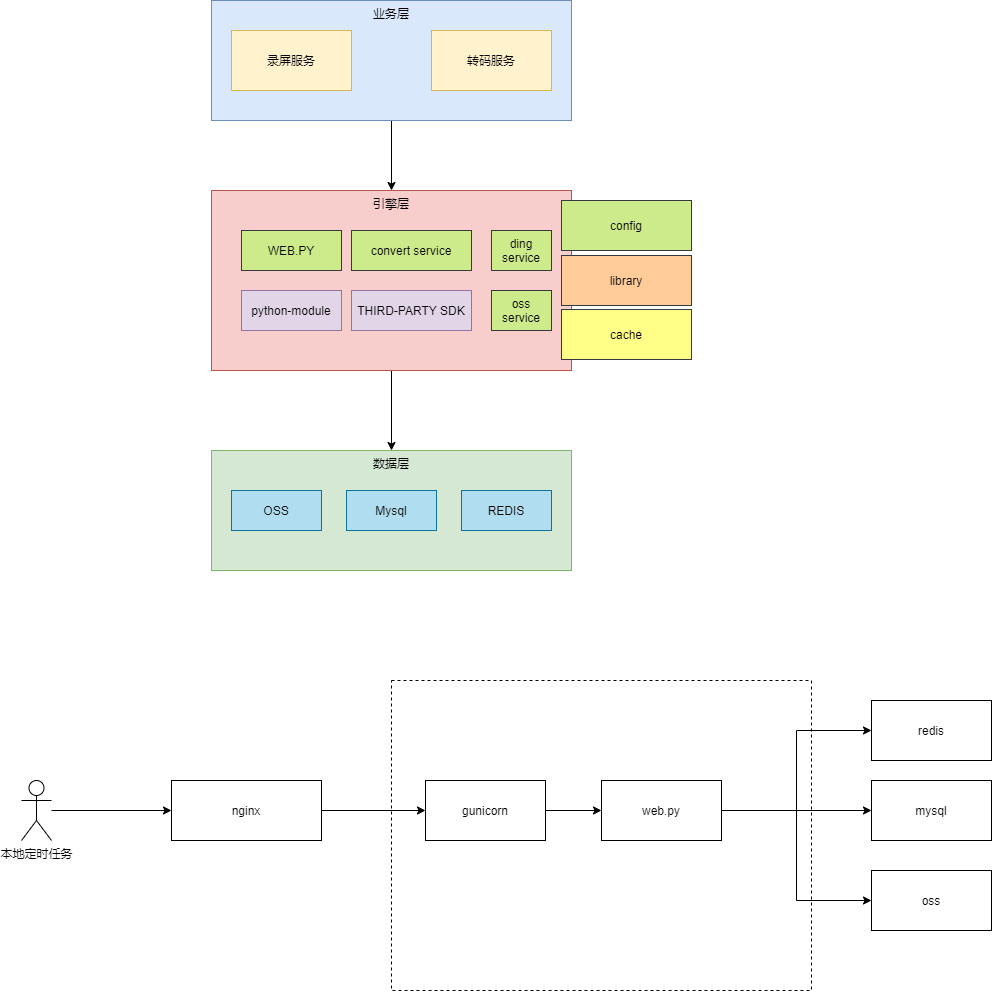 业务层
录屏服务
转码服务
引擎层
WEB.PY
convert service
ding
service
config
library
python-module
THIRD-PARTY SDK
oss
service
cache
数据层
OSS
Mysql
REDIS
redis
nginx
gunicorn
web.py
mysql
本地定时任务
oss